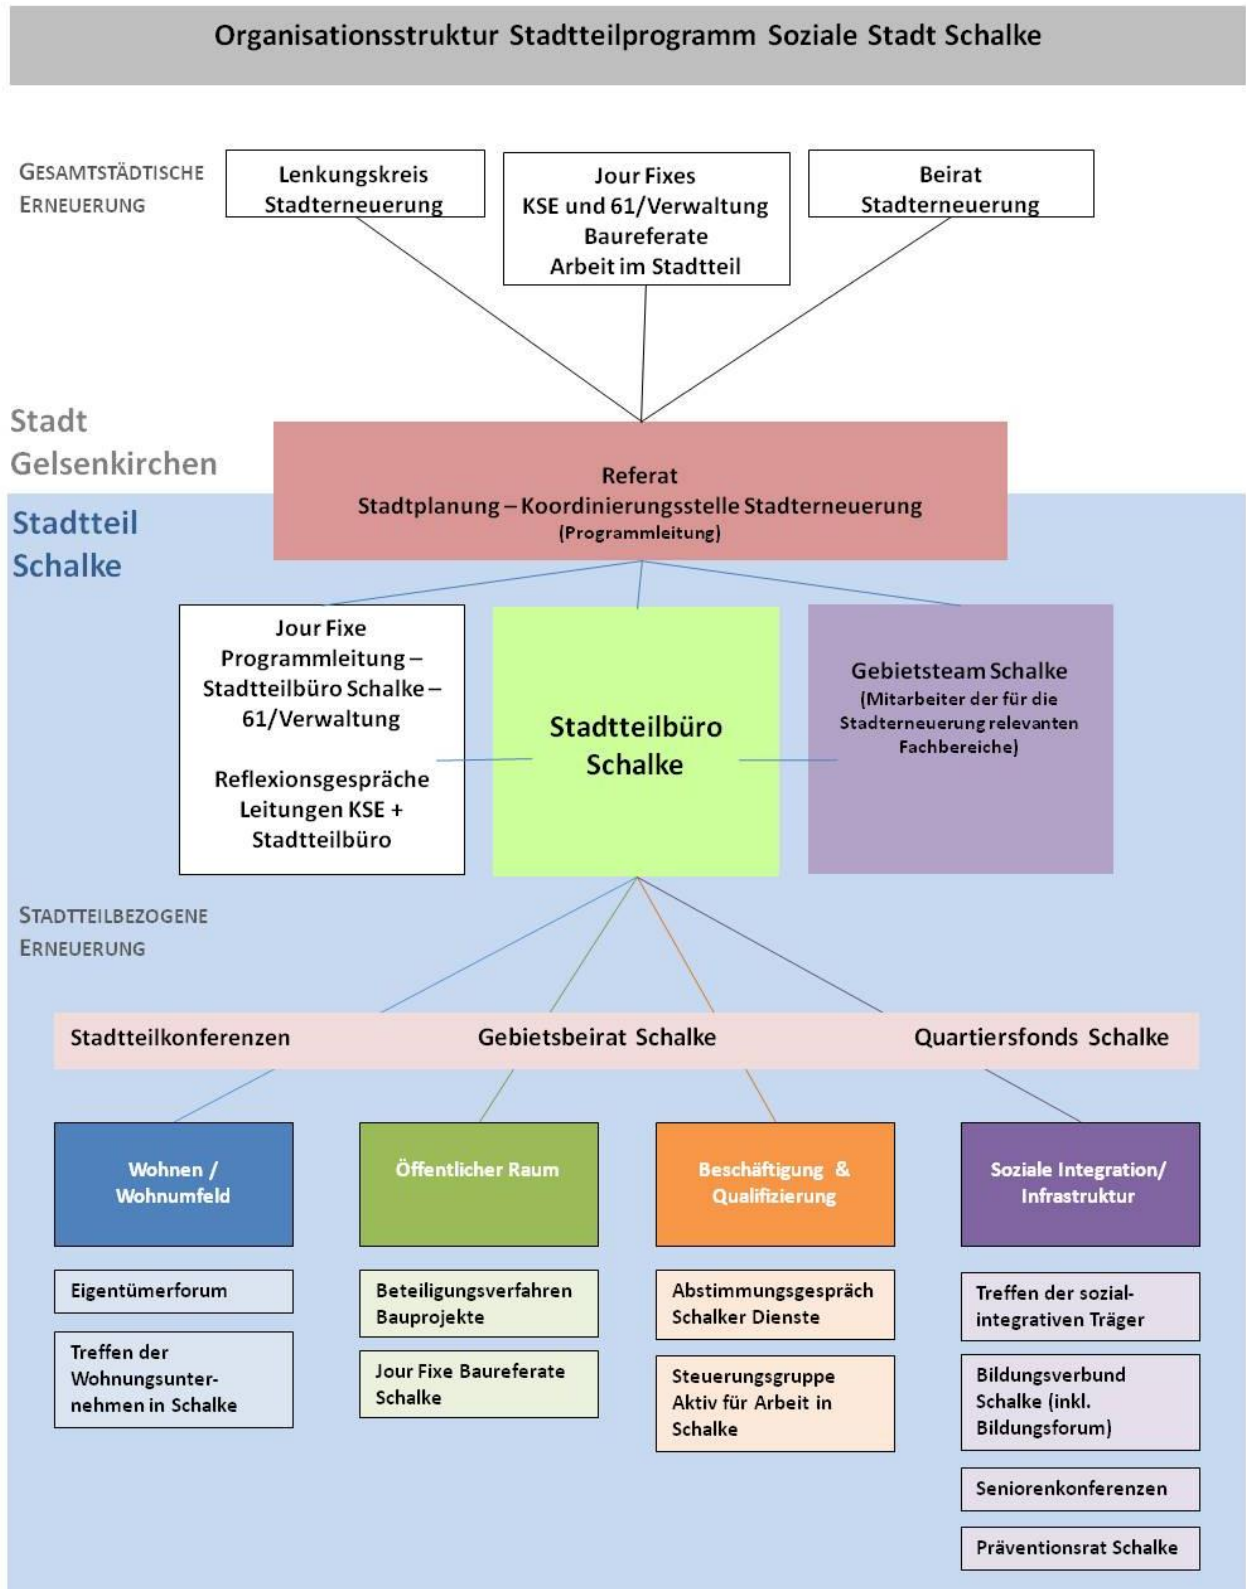 Organisationsstruktur Stadtteilprogramm Soziale Stadt Schalke
GESAMTSTÄDTISCHE
ERNEUERUNG
Lenkungskreis
Stadterneuerung
Jour Fixes
KSE und 61/Verwaltung
Baureferate
Arbeit im Stadtteil
Beirat
Stadterneuerung
Stadt
Gelsenkirchen
Referat
Stadtplanung – Koordinierungsstelle Stadterneuerung
(Programmleitung)
Stadtteil
Schalke
Jour Fixe
Programmleitung –
Stadtteilbüro Schalke –
61/Verwaltung
Reflexionsgespräche
Leitungen KSE +
Stadtteilbüro
Stadtteilbüro
Schalke
Gebietsteam Schalke
(Mitarbeiter der für die
Stadterneuerung relevanten
Fachbereiche)
STADTTEILBEZOGENE
ERNEUERUNG
Stadtteilkonferenzen
Gebietsbeirat Schalke
Quartiersfonds Schalke
Wohnen /
Wohnumfeld
Eigentümerforum
Treffen der
Wohnungsunter-
nehmen in Schalke
Öffentlicher Raum
Beteiligungsverfahren
Bauprojekte
Jour Fixe Baureferate
Schalke
Beschäftigung &
Qualifizierung
Abstimmungsgespräch
Schalker Dienste
Steuerungsgruppe
Aktiv für Arbeit in
Schalke
Soziale Integration/
Infrastruktur
Treffen der sozial-
integrativen Träger
Bildungsverbund
Schalke (inkl.
Bildungsforum)
Seniorenkonferenzen
Präventionsrat Schalke